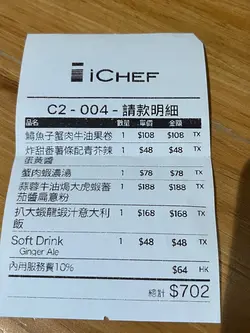 iCHEF
C2 - 004 - 請款明細
品名 數量 單價 金額
鱘魚子蟹肉牛油果卷 1 $108 $108 TX
炸甜番薯條配青芥辣 1 $48 $48 TX
蛋黃醬
蟹肉蝦濃湯 1 $78 $78 TX
蒜蓉牛油焗大虎蝦蕃 1 $188 $188 TX
茄醬扁意粉
扒大蝦龍蝦汁意大利 1 $168 $168 TX
飯
Soft Drink 1 $48 $48 TX
Ginger Ale
內用服務費10% $64 HK
總計 $702